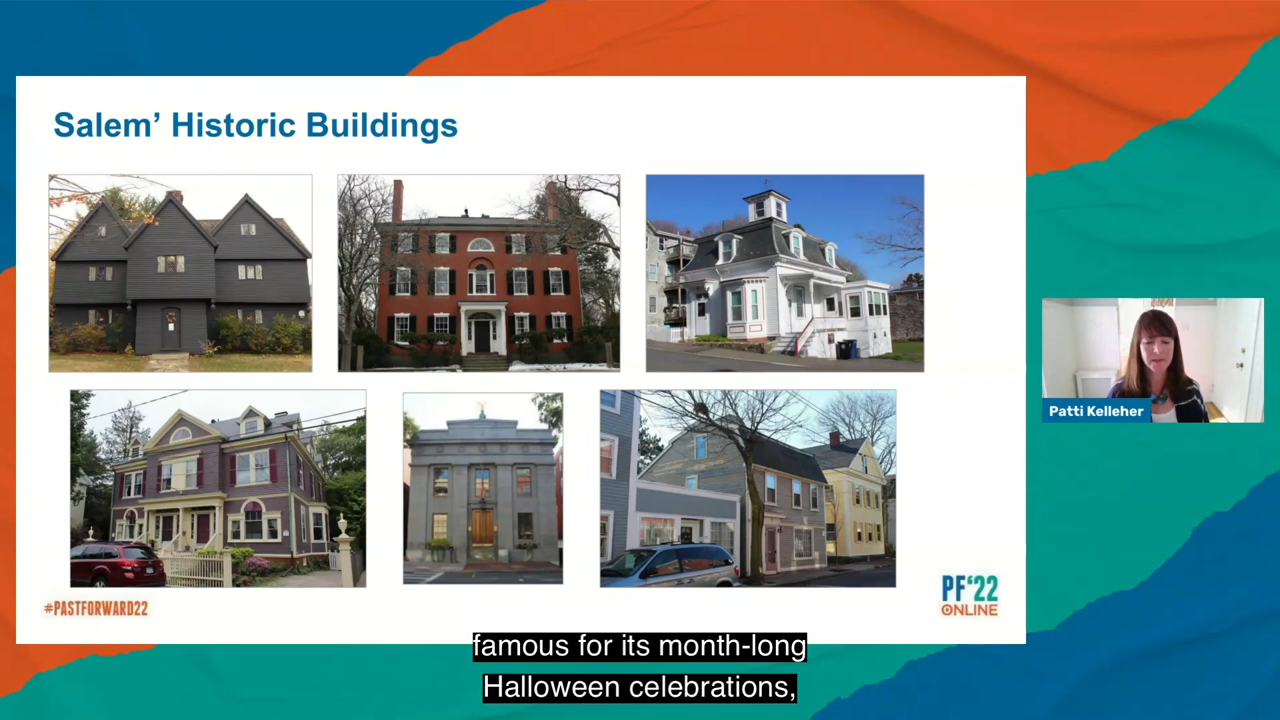 Salem’ Historic Buildings
Patti Kelleher
#PASTFORWARD22
PF‘22
ONLINE
famous for its month-long
Halloween celebrations,